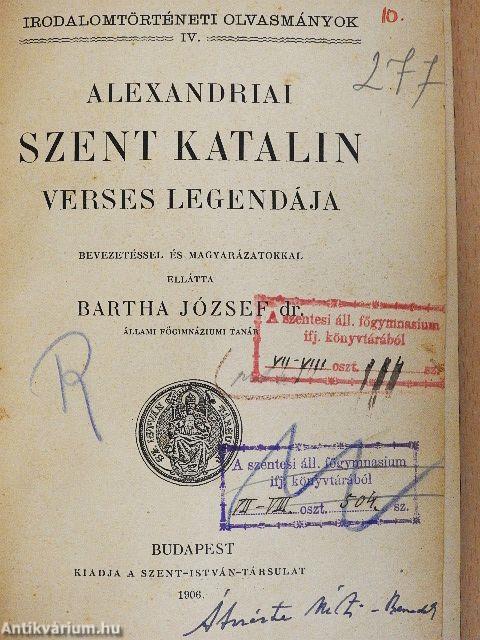 IRODALOMTÖRTÉNETI OLVASMÁNYOK
IV.
10.
277
ALEXANDRIAI
SZENT KATALIN
VERSES LEGENDÁJA
BEVEZETÉSSEL ÉS MAGYARÁZATOKKAL
ELLÁTTA
BARTHA JÓZSEF dr.
ÁLLAMI FŐGIMNÁZIUMI TANÁR
A szentesi áll. főgymnasium
ifj. könyvtárából
VII-VIII oszt. sz.
R
A szentesi áll. főgymnasium
ifj. könyvtárából
VII-VIII. oszt. 504. sz.
BUDAPEST
KIADJA A SZENT-ISTVÁN-TÁRSULAT
1906.
Antikvárium.hu